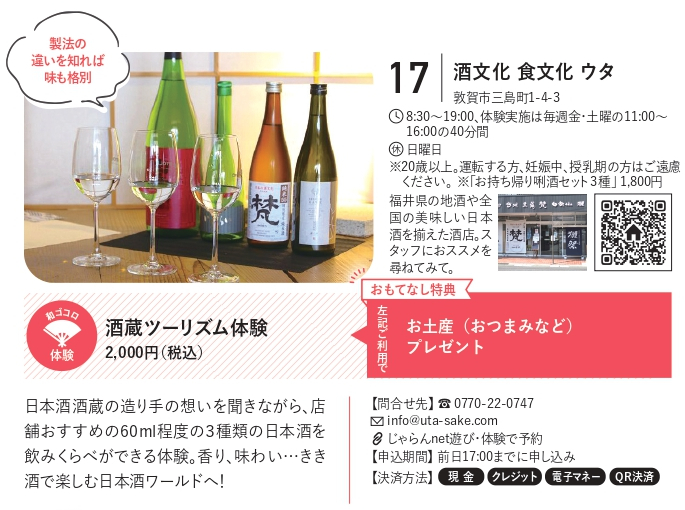 製法の
違いを知れば
味も格別
17
酒文化 食文化 ウタ
敦賀市三島町1-4-3
8:30～19:00、体験実施は毎週金・土曜の11:00～
16:00の40分間
休 日曜日
※20歳以上。運転する方、妊娠中、授乳期の方はご遠慮
ください。 ※「お持ち帰り唎酒セット3種」1,800円
福井県の地酒や全
国の美味しい日本
酒を揃えた酒店。ス
タッフにおススメを
尋ねてみて。
梵
和ゴコロ
体験
酒蔵ツーリズム体験
2,000円（税込）
おもてなし特典
左記ご利用で
お土産（おつまみなど）
プレゼント
日本酒酒蔵の造り手の想いを聞きながら、店
舗おすすめの60ml程度の3種類の日本酒を
飲みくらべができる体験。香り、味わい…きき
酒で楽しむ日本酒ワールドへ！
【問合せ先】☎ 0770-22-0747
info@uta-sake.com
じゃらんnet遊び・体験で予約
【申込期間】前日17:00までに申し込み
【決済方法】 現金 クレジット 電子マネー QR決済